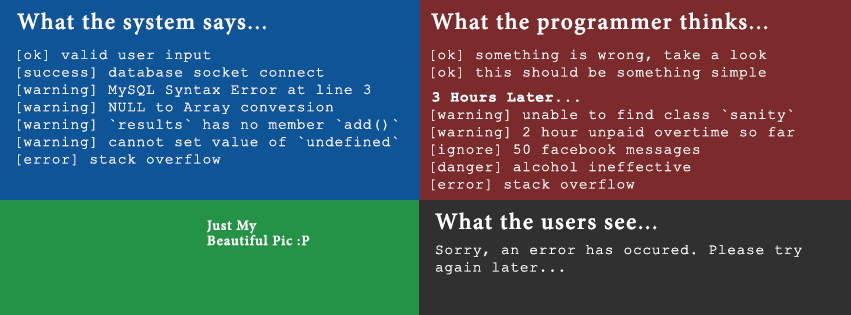 What the system says...
[ok] valid user input
[success] database socket connect
[warning] MySQL Syntax Error at line 3
[warning] NULL to Array conversion
[warning] `results` has no member `add()`
[warning] cannot set value of `undefined`
[error] stack overflow
What the programmer thinks...
[ok] something is wrong, take a look
[ok] this should be something simple
3 Hours Later...
[warning] unable to find class `sanity`
[warning] 2 hour unpaid overtime so far
[ignore] 50 facebook messages
[danger] alcohol ineffective
[error] stack overflow
Just My
Beautiful Pic :P
What the users see...
Sorry, an error has occured. Please try
again later...